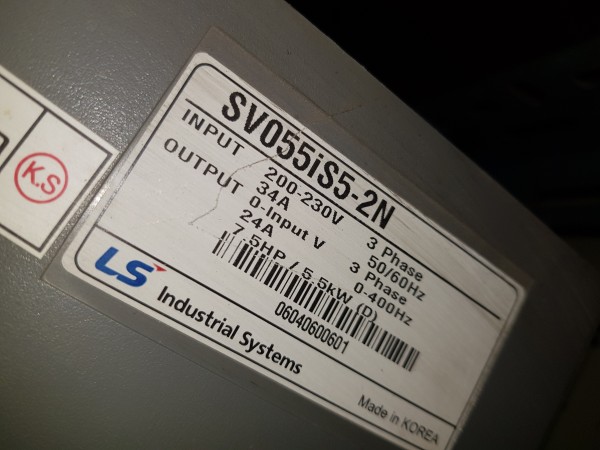 SV055iS5-2N
INPUT 200-230V 3 Phase
34A 50/60Hz
OUTPUT 0-Input V 3 Phase
24A 0-400Hz
7.5HP / 5.5kW (D)
06040600601
LS Industrial Systems
Made in KOREA
K.S